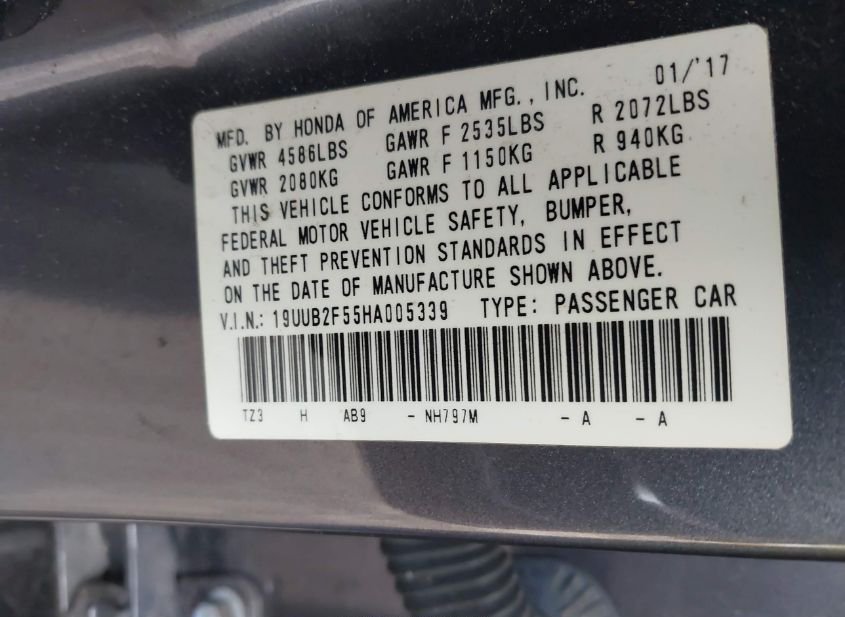 MFD. BY HONDA OF AMERICA MFG., INC. 01/'17
GVWR 4586LBS GAWR F 2535LBS R 2072LBS
GVWR 2080KG GAWR F 1150KG R 940KG
THIS VEHICLE CONFORMS TO ALL APPLICABLE
FEDERAL MOTOR VEHICLE SAFETY, BUMPER,
AND THEFT PREVENTION STANDARDS IN EFFECT
ON THE DATE OF MANUFACTURE SHOWN ABOVE.
V.I.N.: 19UUB2F55HA005339 TYPE: PASSENGER CAR
TZ3 H AB9 - NH797M - A - A